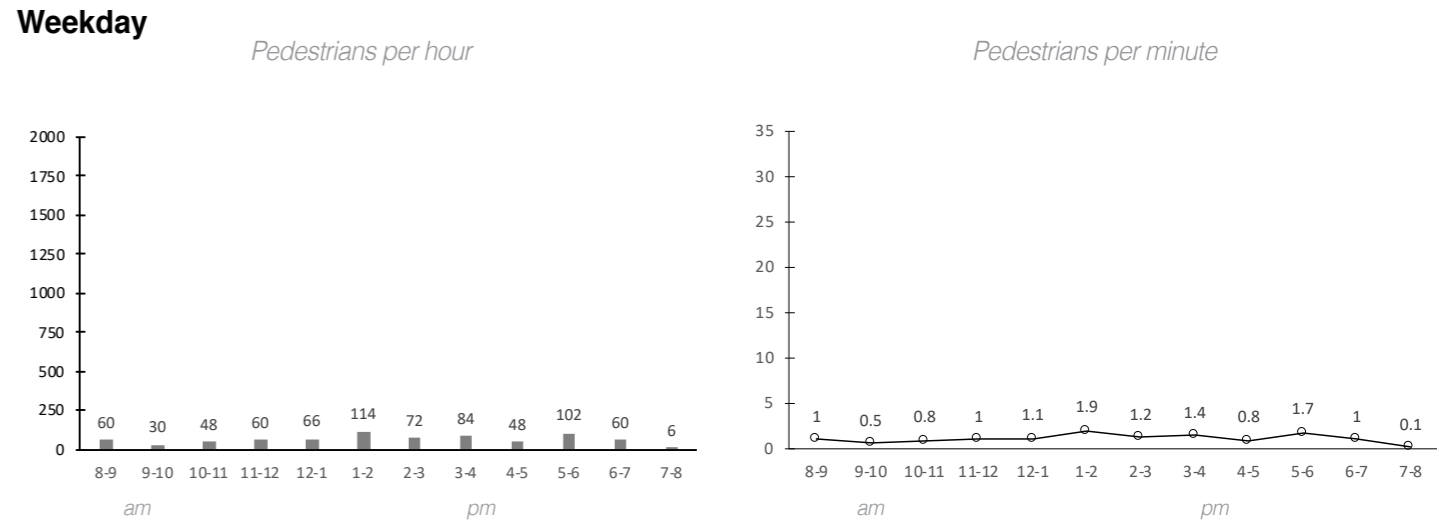 Weekday
Pedestrians per hour
2000
1750
1500
1250
1000
750
500
250
0
60 30 48 60 66 114 72 84 48 102 60 6
8-9 9-10 10-11 11-12 12-1 1-2 2-3 3-4 4-5 5-6 6-7 7-8
am pm
Pedestrians per minute
35
30
25
20
15
10
5
0
1 0.5 0.8 1 1.1 1.9 1.2 1.4 0.8 1.7 1 0.1
8-9 9-10 10-11 11-12 12-1 1-2 2-3 3-4 4-5 5-6 6-7 7-8
am pm